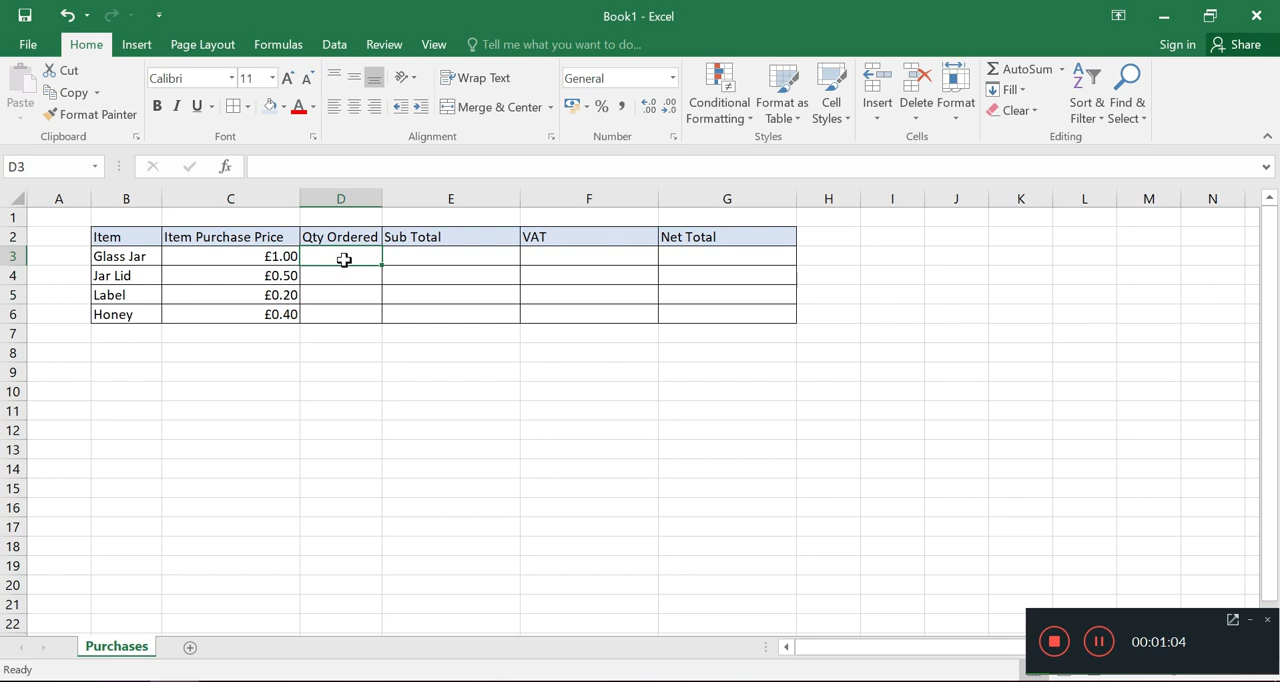 Book1 - Excel
File Home Insert Page Layout Formulas Data Review View Tell me what you want to do... Sign in Share
Paste Cut Copy Format Painter
Clipboard
Calibri 11
B I U A
Font
Wrap Text
Merge & Center
Alignment
General
% ,
Number
Conditional Formatting
Format as Table
Cell Styles
Styles
Insert Delete Format
Cells
AutoSum
Fill
Clear
Sort & Filter
Find & Select
Editing
D3 fx
A B C D E F G H I J K L M N
1
2 Item Item Purchase Price Qty Ordered Sub Total VAT Net Total
3 Glass Jar £1.00
4 Jar Lid £0.50
5 Label £0.20
6 Honey £0.40
7
8
9
10
11
12
13
14
15
16
17
18
19
20
21
22
Purchases
Ready
00:01:04